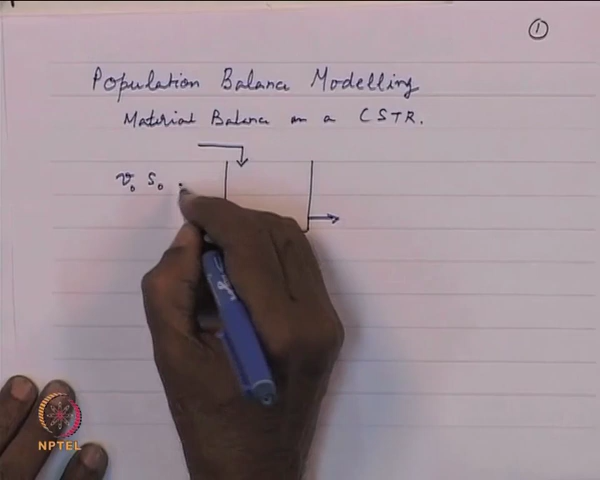 ①
Population Balance Modelling
Material Balance on a CSTR.
v₀ S₀
NPTEL